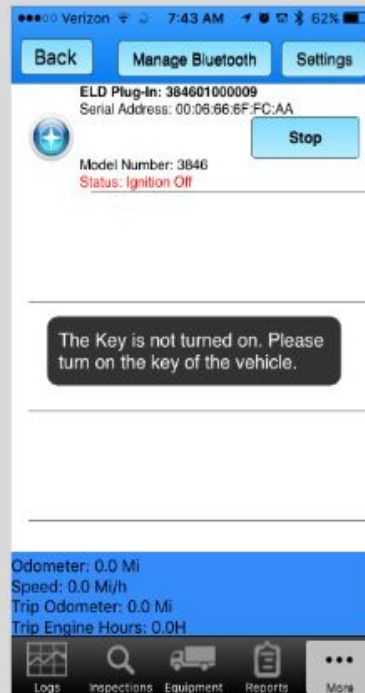 Verizon 7:43 AM 62%
Back Manage Bluetooth Settings
ELD Plug-In: 384601000009
Serial Address: 00:06:66:6F:FC:AA
Stop
Model Number: 3846
Status: Ignition Off
The Key is not turned on. Please
turn on the key of the vehicle.
Odometer: 0.0 Mi
Speed: 0.0 Mi/h
Trip Odometer: 0.0 Mi
Trip Engine Hours: 0.0H
Logs Inspections Equipment Reports More